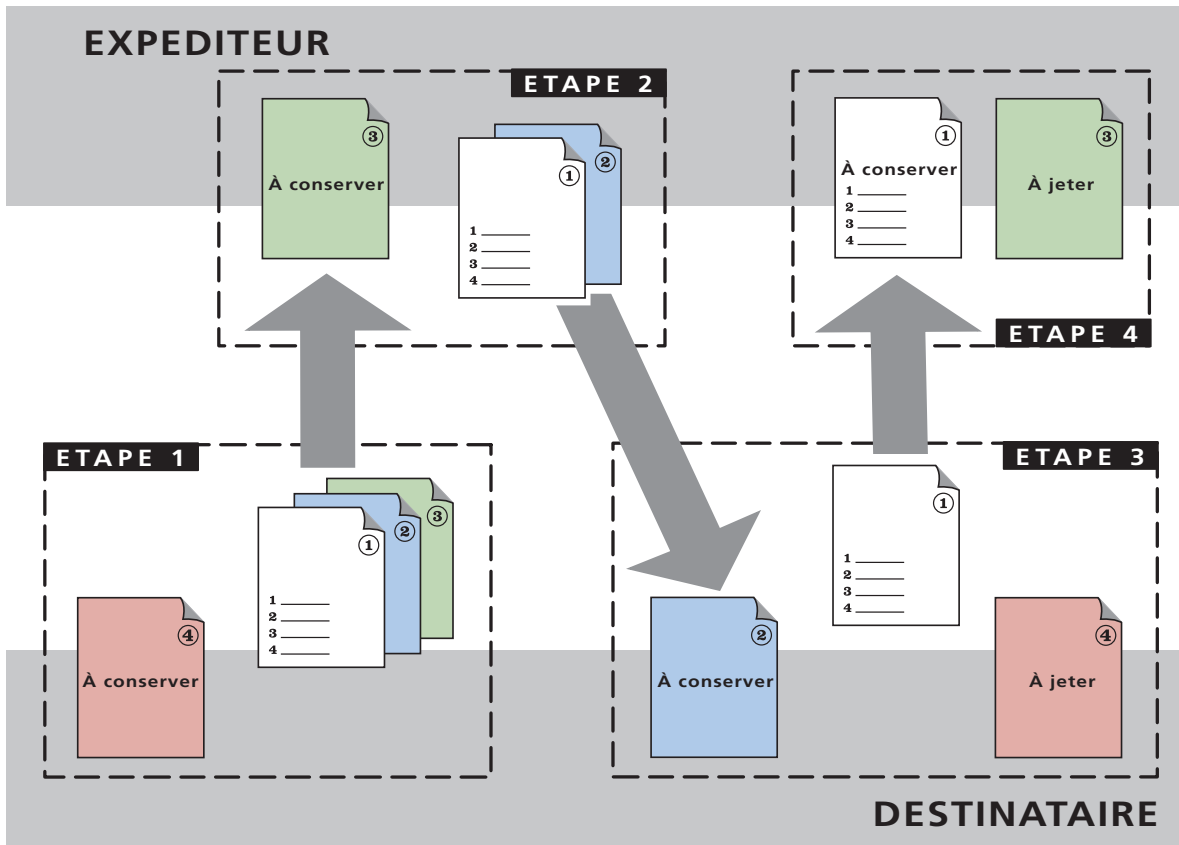 EXPEDITEUR
ETAPE 2
③
À conserver
②
①
1
2
3
4
①
À conserver
1
2
3
4
③
À jeter
ETAPE 4
ETAPE 1
③
②
①
1
2
3
4
④
À conserver
ETAPE 3
①
1
2
3
4
②
À conserver
④
À jeter
DESTINATAIRE